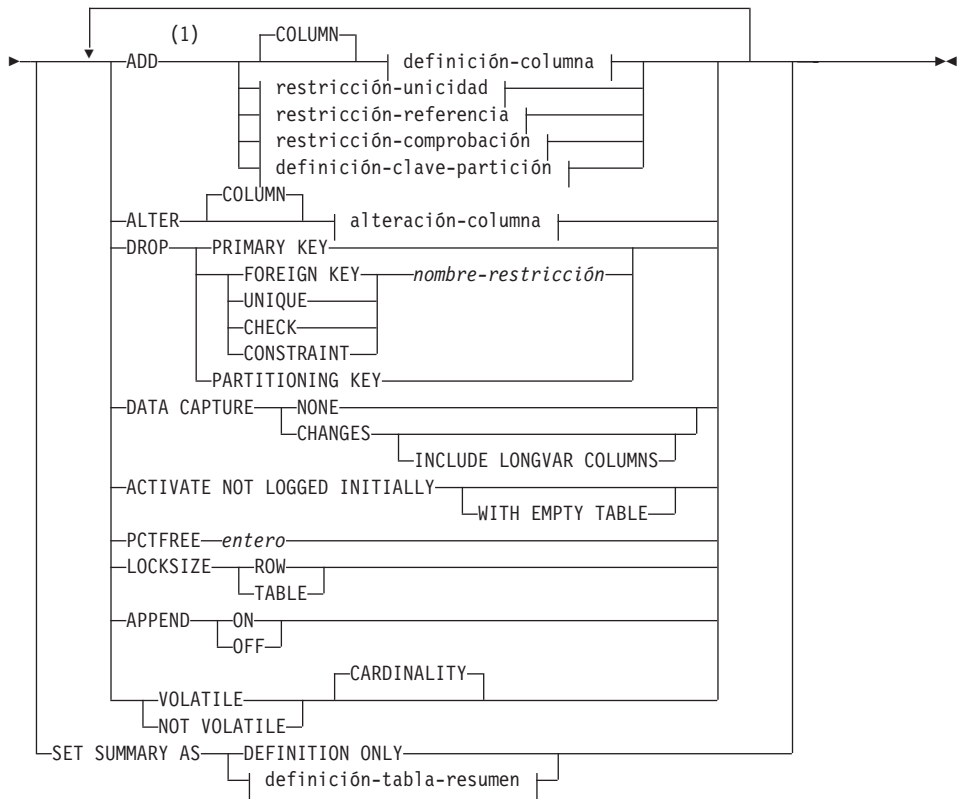 (1)
COLUMN
ADD definición-columna
restricción-unicidad
restricción-referencia
restricción-comprobación
definición-clave-partición
COLUMN
ALTER alteración-columna
DROP PRIMARY KEY
FOREIGN KEY nombre-restricción
UNIQUE
CHECK
CONSTRAINT
PARTITIONING KEY
DATA CAPTURE NONE
CHANGES
INCLUDE LONGVAR COLUMNS
ACTIVATE NOT LOGGED INITIALLY
WITH EMPTY TABLE
PCTFREE entero
LOCKSIZE ROW
TABLE
APPEND ON
OFF
CARDINALITY
VOLATILE
NOT VOLATILE
SET SUMMARY AS DEFINITION ONLY
definición-tabla-resumen